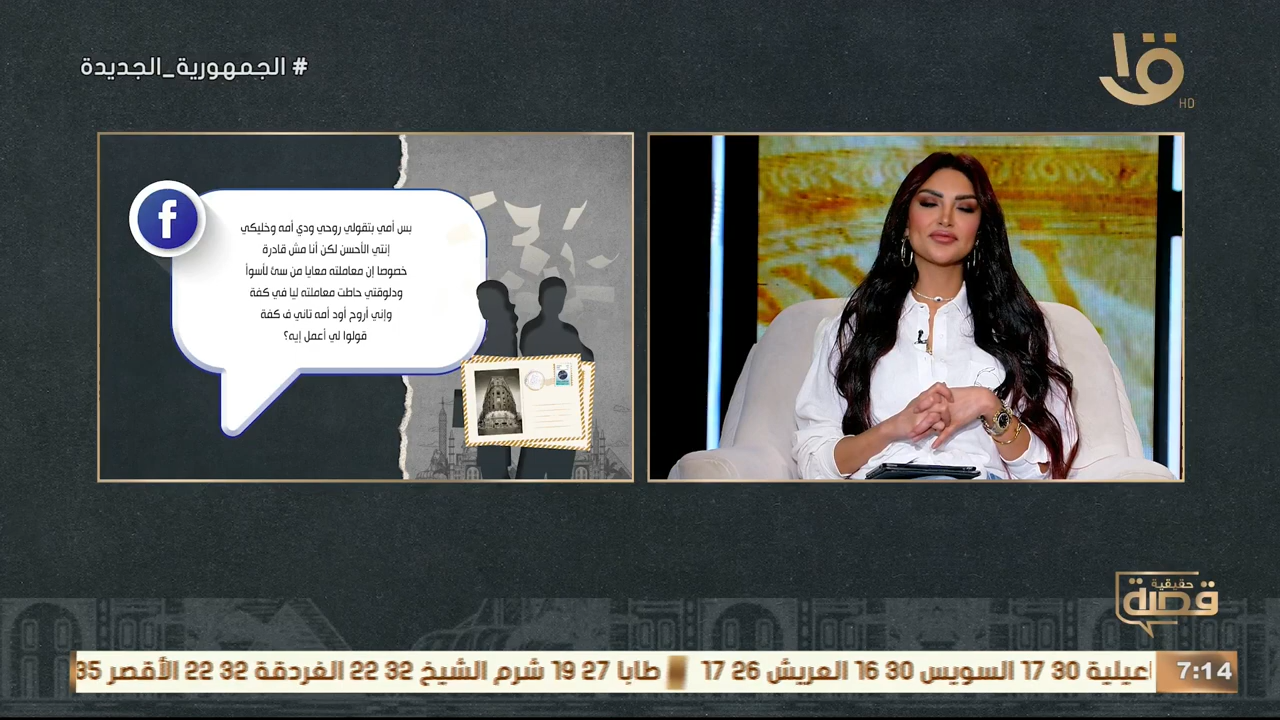 # الجمهورية_الجديدة
HD
f
بس أمي بتقولي روحي ودي أمه وخليكي
إنتي الأحسن لكن أنا مش قادرة
خصوصا إن معاملته معايا من سئ لأسوأ
ودلوقتي حاطت معاملته ليا في كفة
وإني أروح أود أمه تاني ف كفة
قولوا لي أعمل إيه؟
قصة
حقيقية
7:14
اعيلية 30 17 السويس 30 16 العريش 26 17 طابا 27 19 شرم الشيخ 32 22 الغردقة 32 22 الأقصر 35